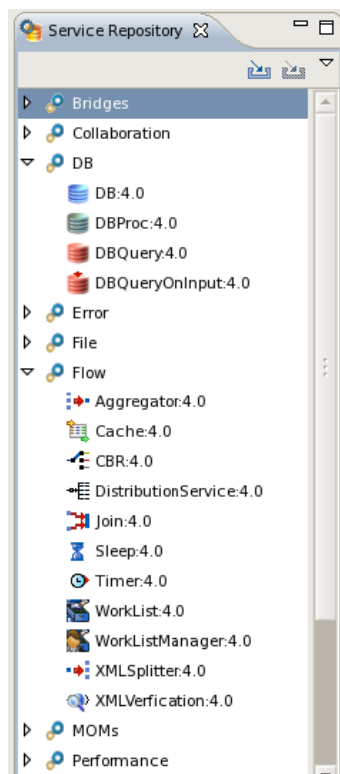 Service Repository
Bridges
Collaboration
DB
DB:4.0
DBProc:4.0
DBQuery:4.0
DBQueryOnInput:4.0
Error
File
Flow
Aggregator:4.0
Cache:4.0
CBR:4.0
DistributionService:4.0
Join:4.0
Sleep:4.0
Timer:4.0
WorkList:4.0
WorkListManager:4.0
XMLSplitter:4.0
XMLVerfication:4.0
MOMs
Performance